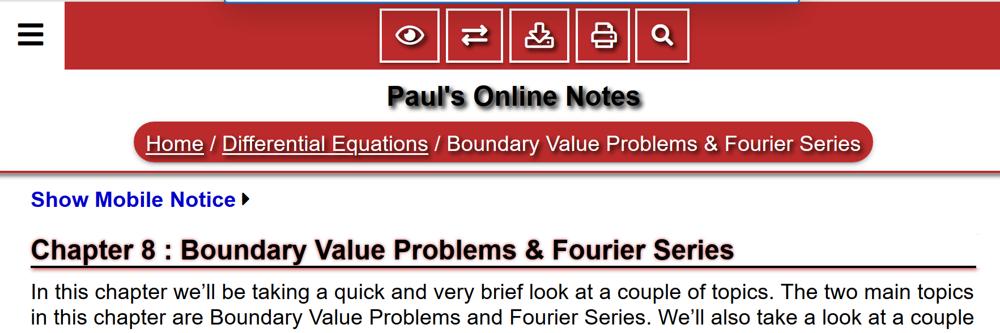 Paul's Online Notes
Home / Differential Equations / Boundary Value Problems & Fourier Series
Show Mobile Notice
Chapter 8 : Boundary Value Problems & Fourier Series
In this chapter we’ll be taking a quick and very brief look at a couple of topics. The two main topics
in this chapter are Boundary Value Problems and Fourier Series. We’ll also take a look at a couple